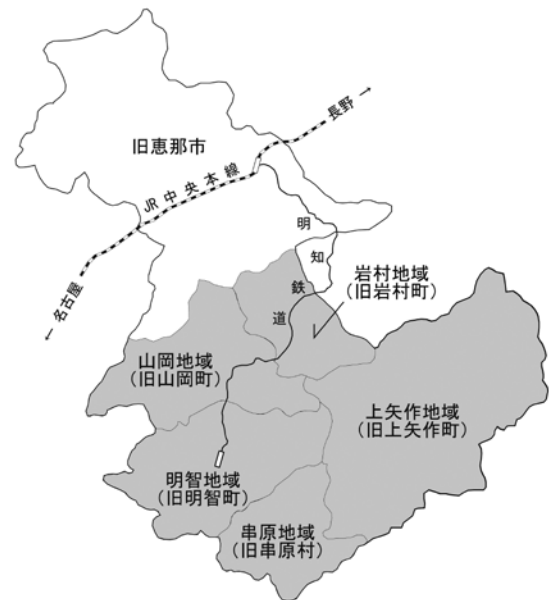 旧恵那市
長野 →
JR中央本線
← 名古屋
明知鉄道
岩村地域
(旧岩村町)
山岡地域
(旧山岡町)
上矢作地域
(旧上矢作町)
明智地域
(旧明智町)
串原地域
(旧串原村)